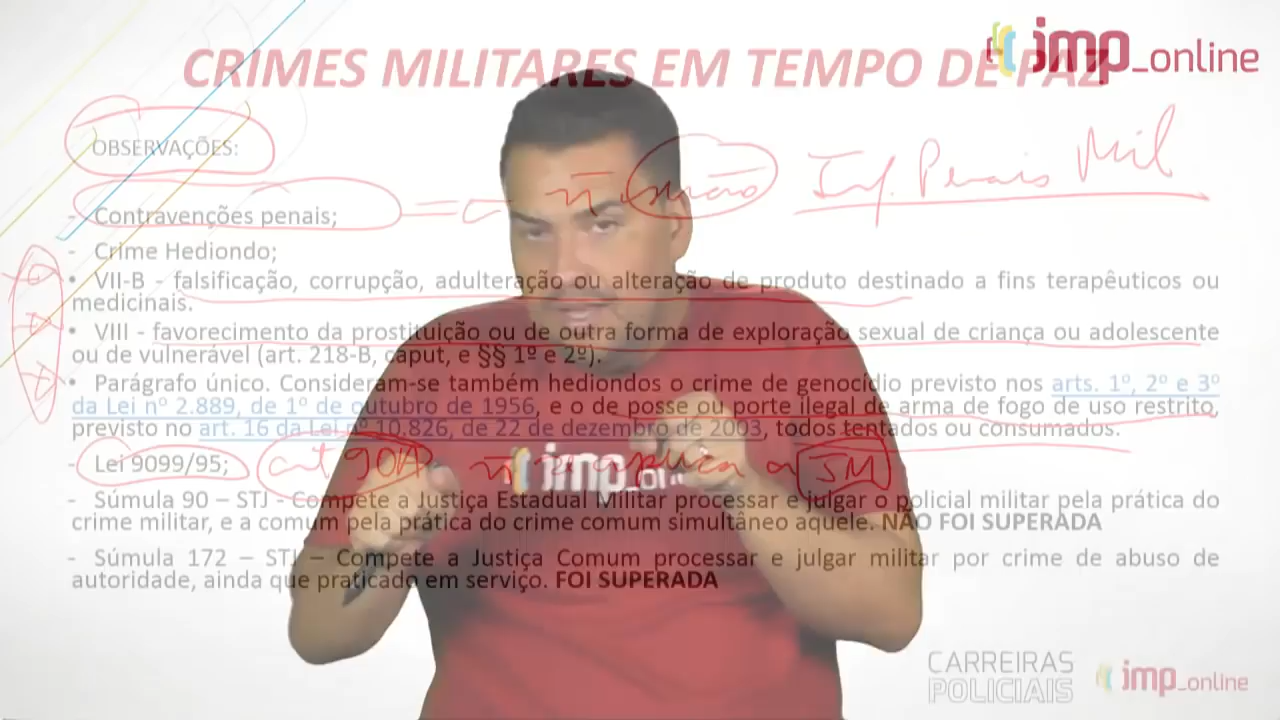 CRIMES MILITARES EM TEMPO DE PAZ
imp_online
OBSERVAÇÕES:
Inf. Penais Mil
- Contravenções penais;
- Crime Hediondo;
• VII-B - falsificação, corrupção, adulteração ou alteração de produto destinado a fins terapêuticos ou
medicinais.
• VIII - favorecimento da prostituição ou de outra forma de exploração sexual de criança ou adolescente
ou de vulnerável (art. 218-B, caput, e §§ 1º e 2º).
• Parágrafo único. Consideram-se também hediondos o crime de genocídio previsto nos arts. 1º, 2º e 3º
da Lei nº 2.889, de 1º de outubro de 1956, e o de posse ou porte ilegal de arma de fogo de uso restrito,
previsto no art. 16 da Lei nº 10.826, de 22 de dezembro de 2003, todos tentados ou consumados.
- Lei 9099/95; art 90A ñ se aplica a JM
imp_onl
- Súmula 90 – STJ - Compete a Justiça Estadual Militar processar e julgar o policial militar pela prática do
crime militar, e a comum pela prática do crime comum simultâneo aquele. NÃO FOI SUPERADA
- Súmula 172 – STJ – Compete a Justiça Comum processar e julgar militar por crime de abuso de
autoridade, ainda que praticado em serviço. FOI SUPERADA
CARREIRAS
POLICIAIS
imp_online